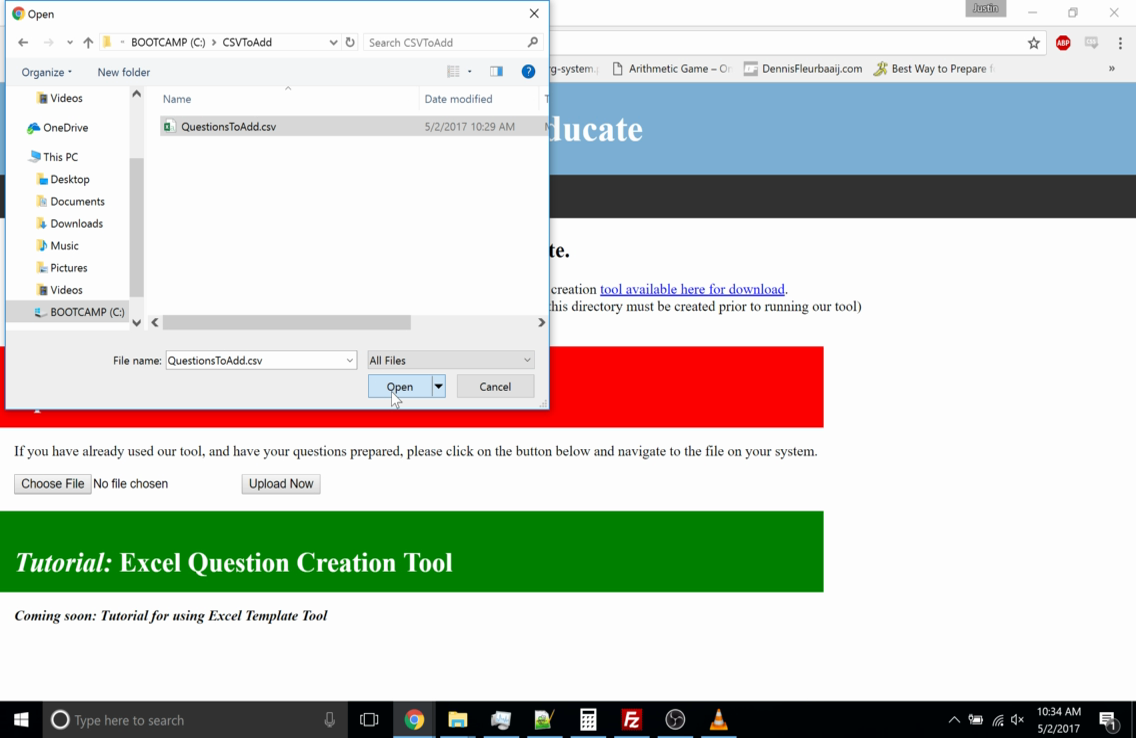 Open
Justin
BOOTCAMP (C:) > CSVToAdd
Search CSVToAdd
ABP
Organize
New folder
rg-system.
Arithmetic Game – O
DennisFleurbaaij.com
Best Way to Prepare f
»
Videos
Name
Date modified
OneDrive
QuestionsToAdd.csv
5/2/2017 10:29 AM
ducate
This PC
Desktop
Documents
Downloads
Music
te.
Pictures
Videos
creation tool available here for download.
BOOTCAMP (C:)
this directory must be created prior to running our tool)
File name:
QuestionsToAdd.csv
All Files
Open
Cancel
If you have already used our tool, and have your questions prepared, please click on the button below and navigate to the file on your system.
Choose File
No file chosen
Upload Now
Tutorial: Excel Question Creation Tool
Coming soon: Tutorial for using Excel Template Tool
Type here to search
Fz
10:34 AM
5/2/2017
1